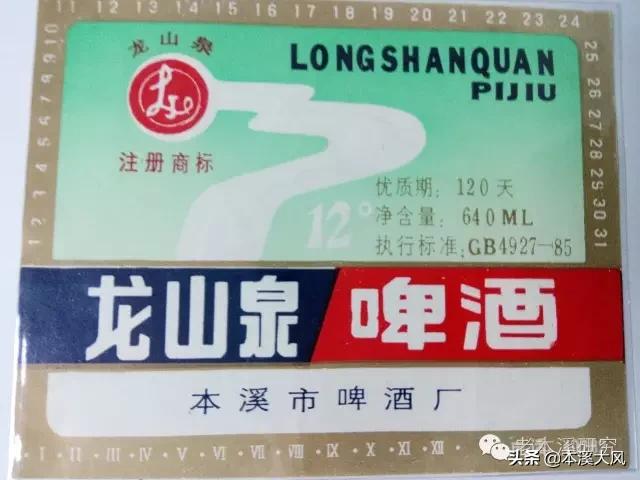 11 12 13 14 15 16 17 18 19 20 21 22 23 24
1 2 3 4 5 6 7 8 9 10
25 26 27 28 29 30 31
龙山泉
注册商标
LONGSHANQUAN
PIJIU
优质期:120天
净含量:640ML
执行标准:GB4927-85
12°
龙山泉 啤酒
本溪市啤酒厂
I II III IV V VI VII VIII IX X XI XII
老本溪研究
头条 @本溪大风